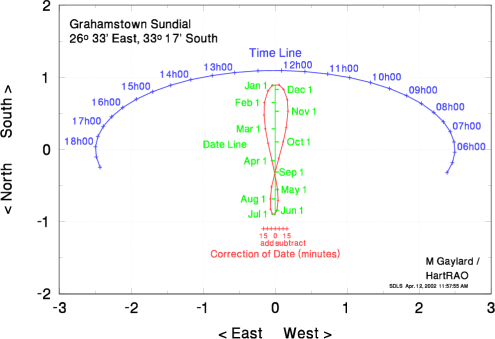 Grahamstown Sundial
26º 33' East, 33º 17' South
Time Line
12h00
13h00
11h00
14h00
10h00
15h00
09h00
16h00
08h00
17h00
07h00
18h00
06h00
Jan 1
Dec 1
Feb 1
Nov 1
Mar 1
Oct 1
Date Line
Apr 1
Sep 1
May 1
Aug 1
Jul 1
Jun 1
15 0 15
add subtract
Correction of Date (minutes)
M Gaylard /
HartRAO
SDLS Apr. 12, 2002 11:57:55 AM
2
1
0
-1
-2
< North South >
-3 -2 -1 0 1 2 3
< East West >